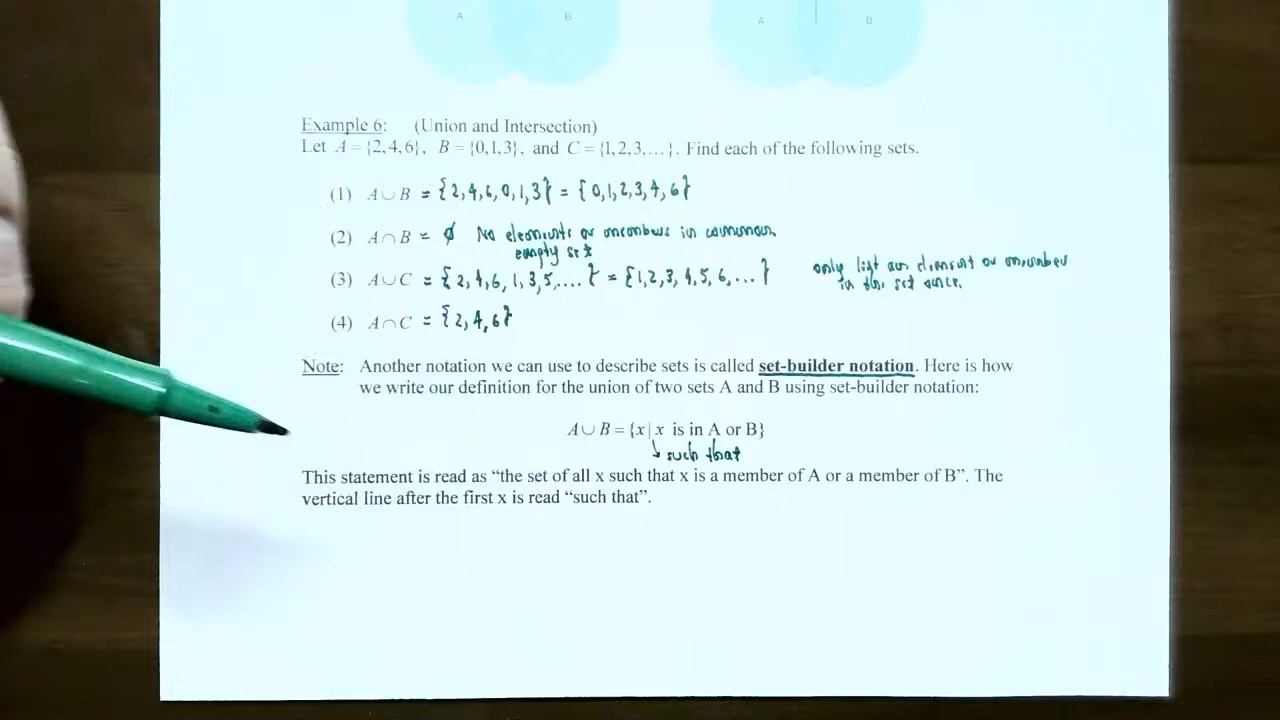 A B A B
Example 6: (Union and Intersection)
Let A = {2,4,6}, B = {0,1,3}, and C = {1,2,3,…}. Find each of the following sets.
(1) A∪B = {2,4,6,0,1,3} = {0,1,2,3,4,6}
(2) A∩B = ∅ No elements or members in common
empty set
(3) A∪C = {2,4,6,1,3,5,....} = {1,2,3,4,5,6,...} only list an element or member
in the set once.
(4) A∩C = {2,4,6}
Note: Another notation we can use to describe sets is called set-builder notation. Here is how
we write our definition for the union of two sets A and B using set-builder notation:
A∪B = {x | x is in A or B}
↳ such that
This statement is read as “the set of all x such that x is a member of A or a member of B”. The
vertical line after the first x is read “such that”.